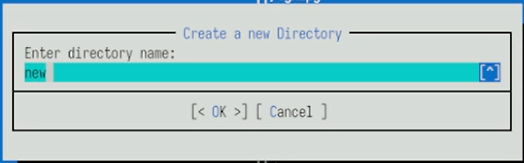 Create a new Directory
Enter directory name:
new [^]
[< OK >] [ Cancel ]